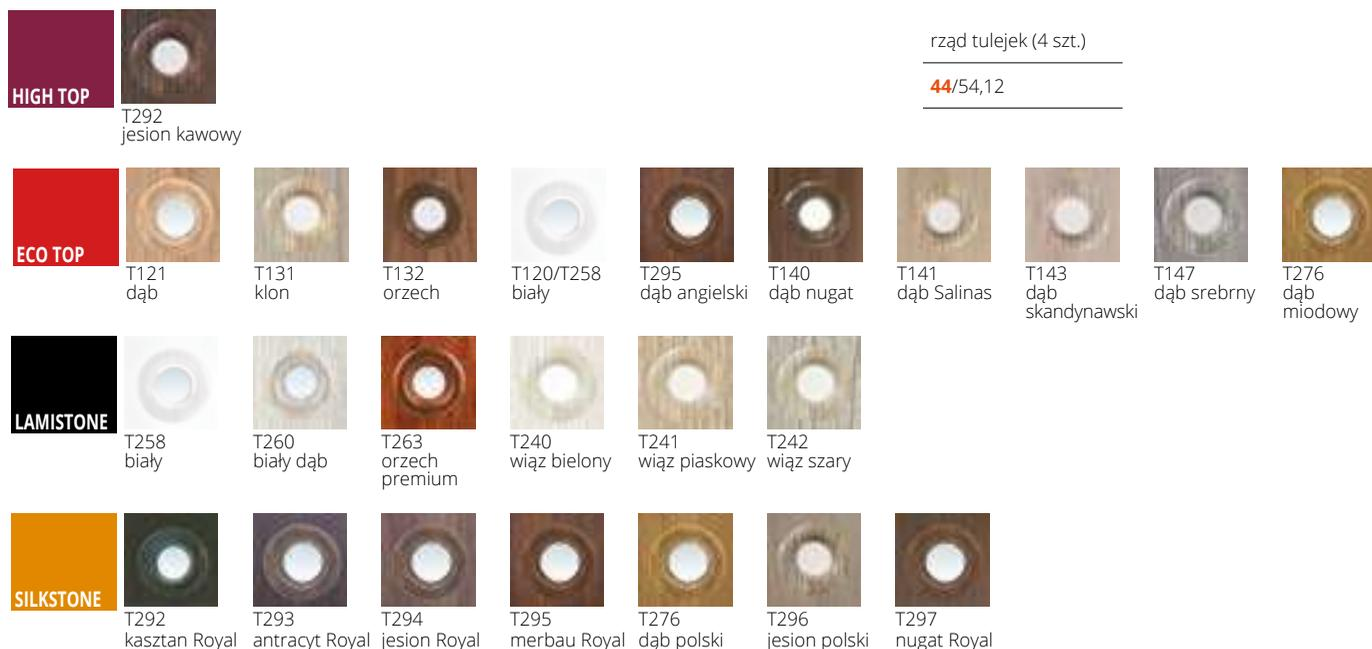 HIGH TOP
T292
jesion kawowy
rząd tulejek (4 szt.)
44/54,12
ECO TOP
T121
dąb
T131
klon
T132
orzech
T120/T258
biały
T295
dąb angielski
T140
dąb nugat
T141
dąb Salinas
T143
dąb
skandynawski
T147
dąb srebrny
T276
dąb
miodowy
LAMISTONE
T258
biały
T260
biały dąb
T263
orzech
premium
T240
wiąz bielony
T241
wiąz piaskowy
T242
wiąz szary
SILKSTONE
T292
kasztan Royal
T293
antracyt Royal
T294
jesion Royal
T295
merbau Royal
T276
dąb polski
T296
jesion polski
T297
nugat Royal